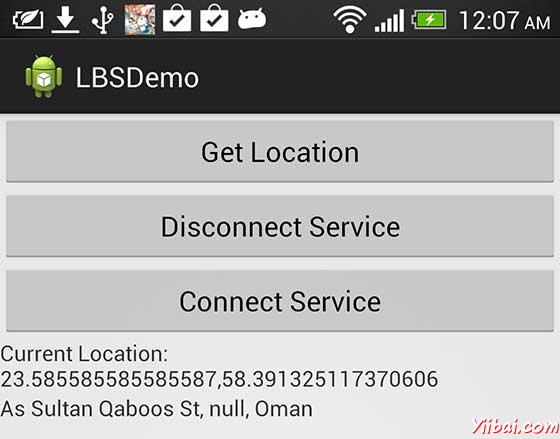 12:07 AM
LBSDemo
Get Location
Disconnect Service
Connect Service
Current Location:
23.585585585585587,58.391325117370606
As Sultan Qaboos St, null, Oman
Yiibai.com